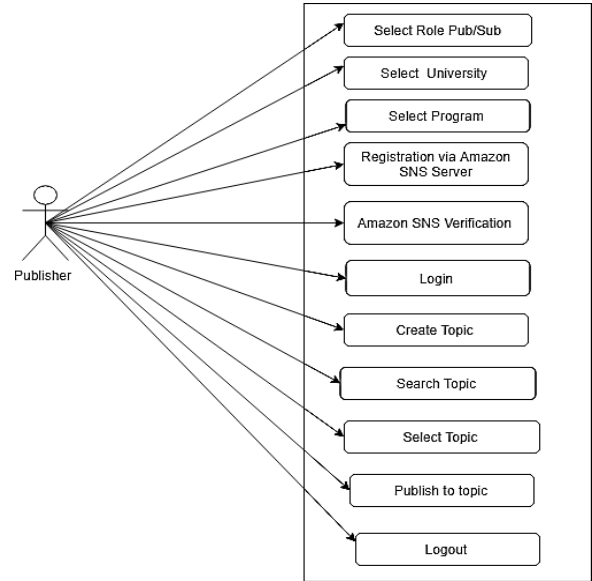 Select Role Pub/Sub
Select University
Select Program
Registration via Amazon
SNS Server
Amazon SNS Verification
Publisher
Login
Create Topic
Search Topic
Select Topic
Publish to topic
Logout